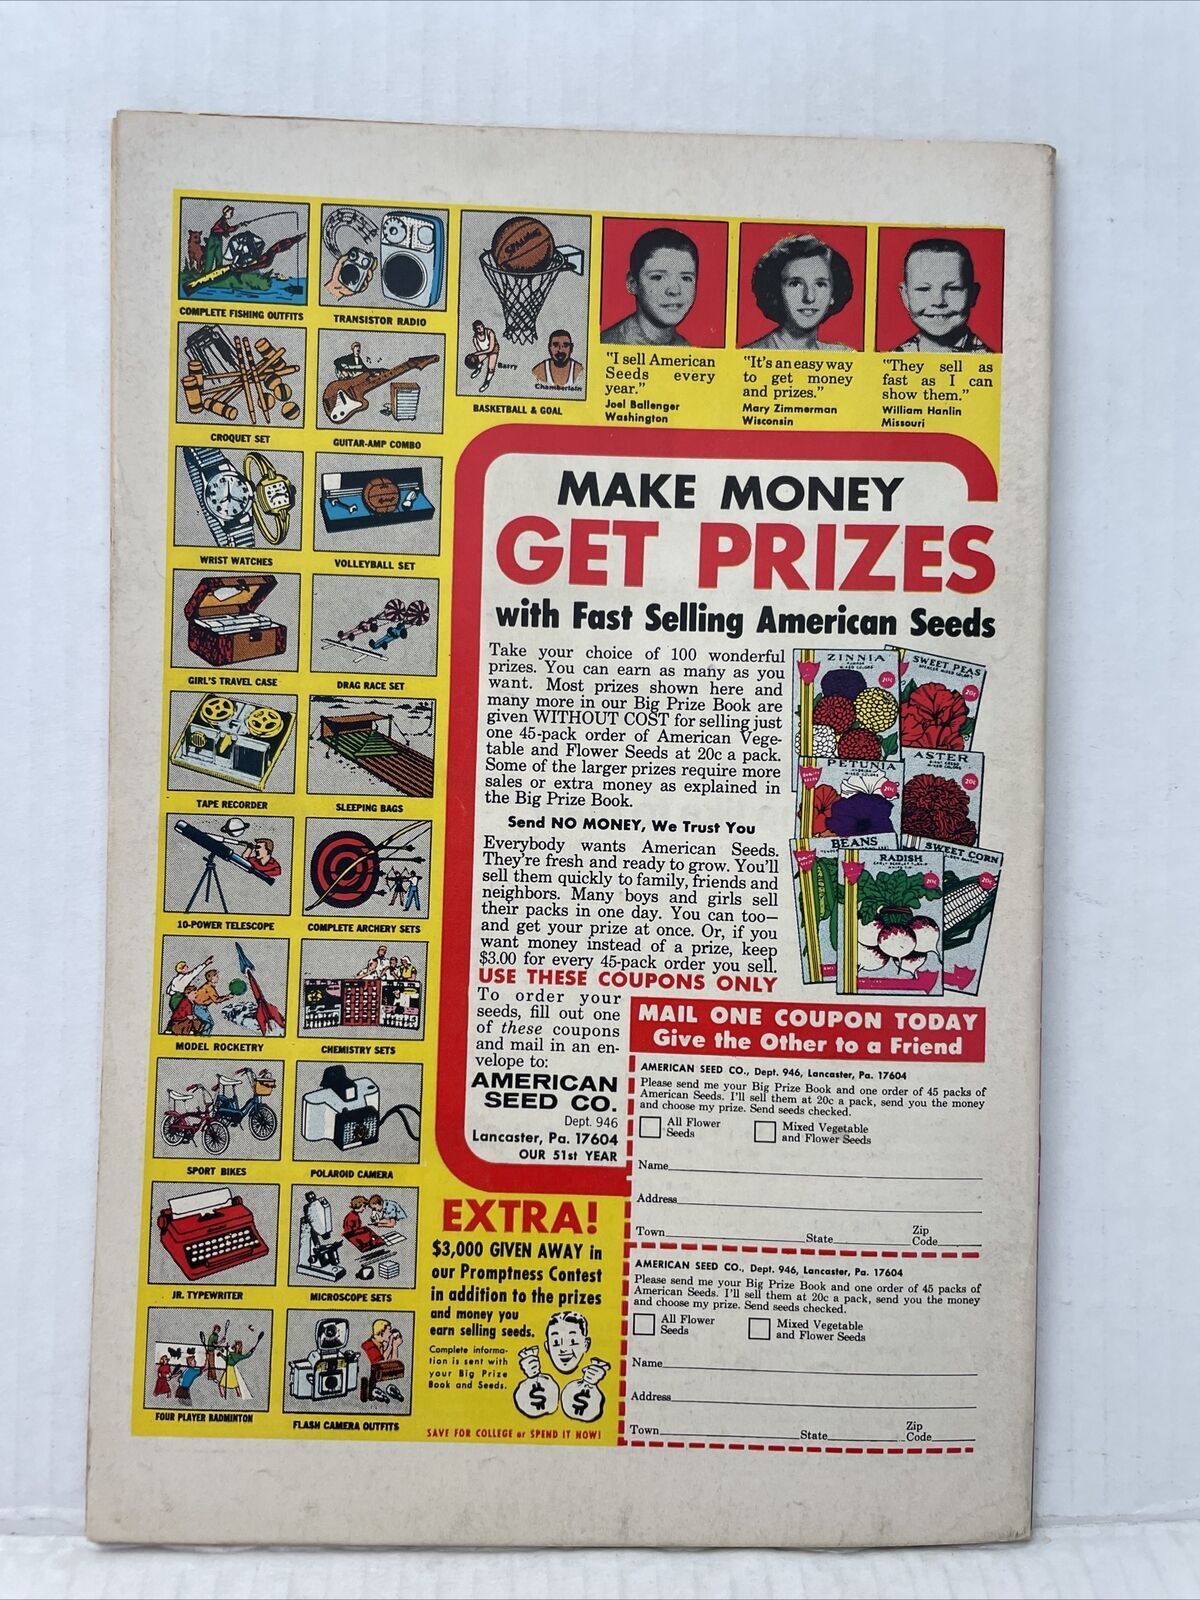 COMPLETE FISHING OUTFITS
TRANSISTOR RADIO
SPALDING
Barry
Chamberlain
BASKETBALL & GOAL
CROQUET SET
GUITAR-AMP COMBO
WRIST WATCHES
VOLLEYBALL SET
GIRL'S TRAVEL CASE
DRAG RACE SET
TAPE RECORDER
SLEEPING BAGS
10-POWER TELESCOPE
COMPLETE ARCHERY SETS
MODEL ROCKETRY
CHEMISTRY SETS
SPORT BIKES
POLAROID CAMERA
JR. TYPEWRITER
MICROSCOPE SETS
FOUR PLAYER BADMINTON
FLASH CAMERA OUTFITS
"I sell American
Seeds every
year."
Joel Ballenger
Washington
"It's an easy way
to get money
and prizes."
Mary Zimmerman
Wisconsin
"They sell as
fast as I can
show them."
William Hanlin
Missouri
MAKE MONEY
GET PRIZES
with Fast Selling American Seeds
Take your choice of 100 wonderful
prizes. You can earn as many as you
want. Most prizes shown here and
many more in our Big Prize Book are
given WITHOUT COST for selling just
one 45-pack order of American Vege-
table and Flower Seeds at 20c a pack.
Some of the larger prizes require more
sales or extra money as explained in
the Big Prize Book.
Send NO MONEY, We Trust You
Everybody wants American Seeds.
They're fresh and ready to grow. You'll
sell them quickly to family, friends and
neighbors. Many boys and girls sell
their packs in one day. You can too—
and get your prize at once. Or, if you
want money instead of a prize, keep
$3.00 for every 45-pack order you sell.
USE THESE COUPONS ONLY
To order your
seeds, fill out one
of these coupons
and mail in an en-
velope to:
AMERICAN
SEED CO.
Dept. 946
Lancaster, Pa. 17604
OUR 51st YEAR
ZINNIA
MIXED COLORS
20c
SWEET PEAS
MIXED COLORS
20c
PETUNIA
MIXED COLORS
20c
ASTER
MIXED COLORS
20c
BEANS
RADISH
20c
SWEET CORN
20c
MAIL ONE COUPON TODAY
Give the Other to a Friend
AMERICAN SEED CO., Dept. 946, Lancaster, Pa. 17604
Please send me your Big Prize Book and one order of 45 packs of
American Seeds. I'll sell them at 20c a pack, send you the money
and choose my prize. Send seeds checked.
All Flower
Seeds
Mixed Vegetable
and Flower Seeds
Name
Address
Town State Zip Code
AMERICAN SEED CO., Dept. 946, Lancaster, Pa. 17604
Please send me your Big Prize Book and one order of 45 packs of
American Seeds. I'll sell them at 20c a pack, send you the money
and choose my prize. Send seeds checked.
All Flower
Seeds
Mixed Vegetable
and Flower Seeds
Name
Address
Town State Zip Code
EXTRA!
$3,000 GIVEN AWAY in
our Promptness Contest
in addition to the prizes
and money you
earn selling seeds.
Complete informa-
tion is sent with
your Big Prize
Book and Seeds.
$ $
SAVE FOR COLLEGE or SPEND IT NOW!